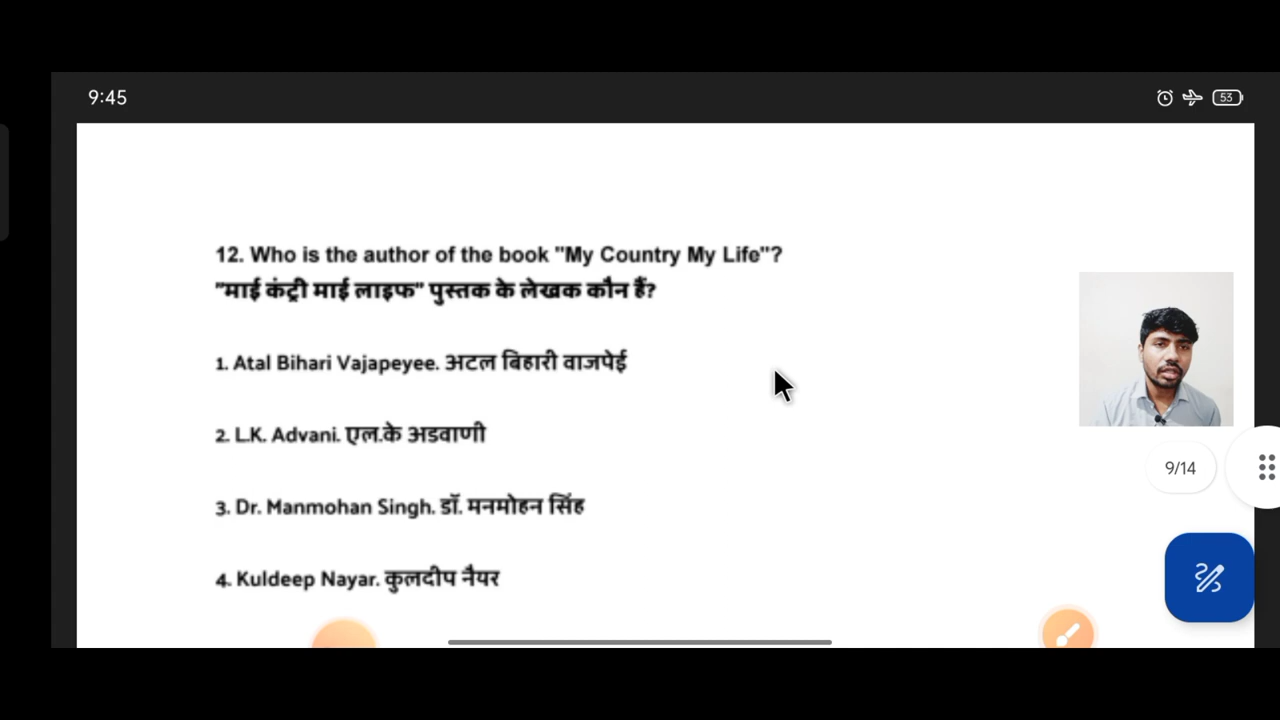 9:45
53
12. Who is the author of the book "My Country My Life"?
"माई कंट्री माई लाइफ" पुस्तक के लेखक कौन हैं?
1. Atal Bihari Vajapeyee. अटल बिहारी वाजपेई
2. L.K. Advani. एल.के अडवाणी
3. Dr. Manmohan Singh. डॉ. मनमोहन सिंह
4. Kuldeep Nayar. कुलदीप नैयर
9/14